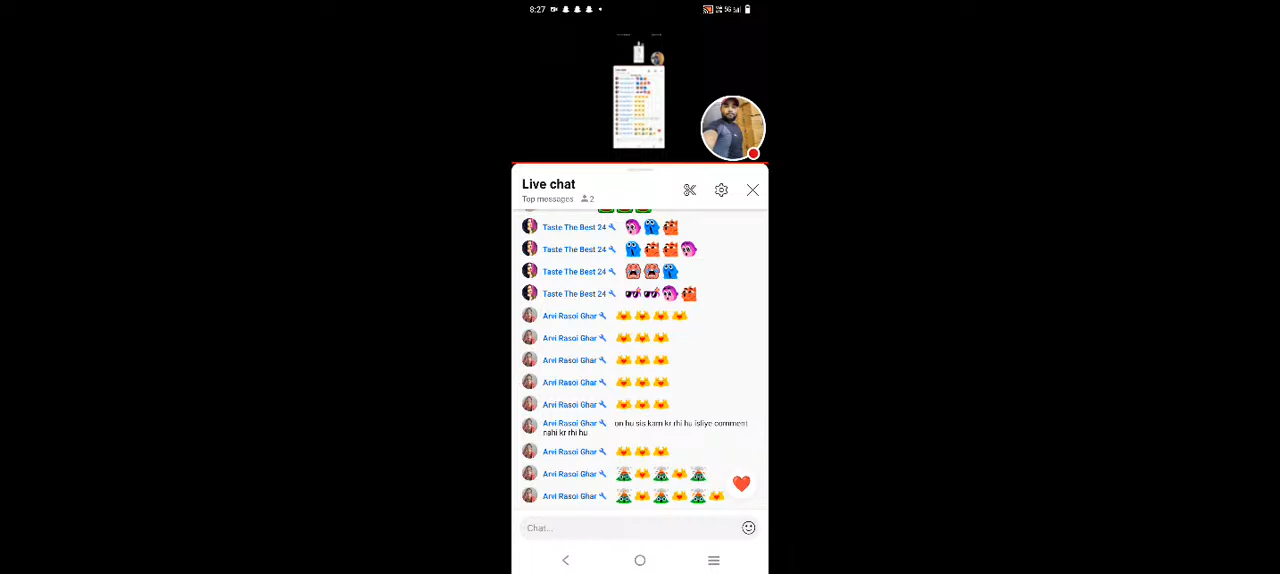 8:27
5G
Live chat
Top messages 2
Taste The Best 24
Taste The Best 24
Taste The Best 24
Taste The Best 24
Arvi Rasoi Ghar
Arvi Rasoi Ghar
Arvi Rasoi Ghar
Arvi Rasoi Ghar
Arvi Rasoi Ghar
Arvi Rasoi Ghar on hu sis kam kr rhi hu isliye comment
nahi kr rhi hu
Arvi Rasoi Ghar
Arvi Rasoi Ghar
Arvi Rasoi Ghar
Chat...